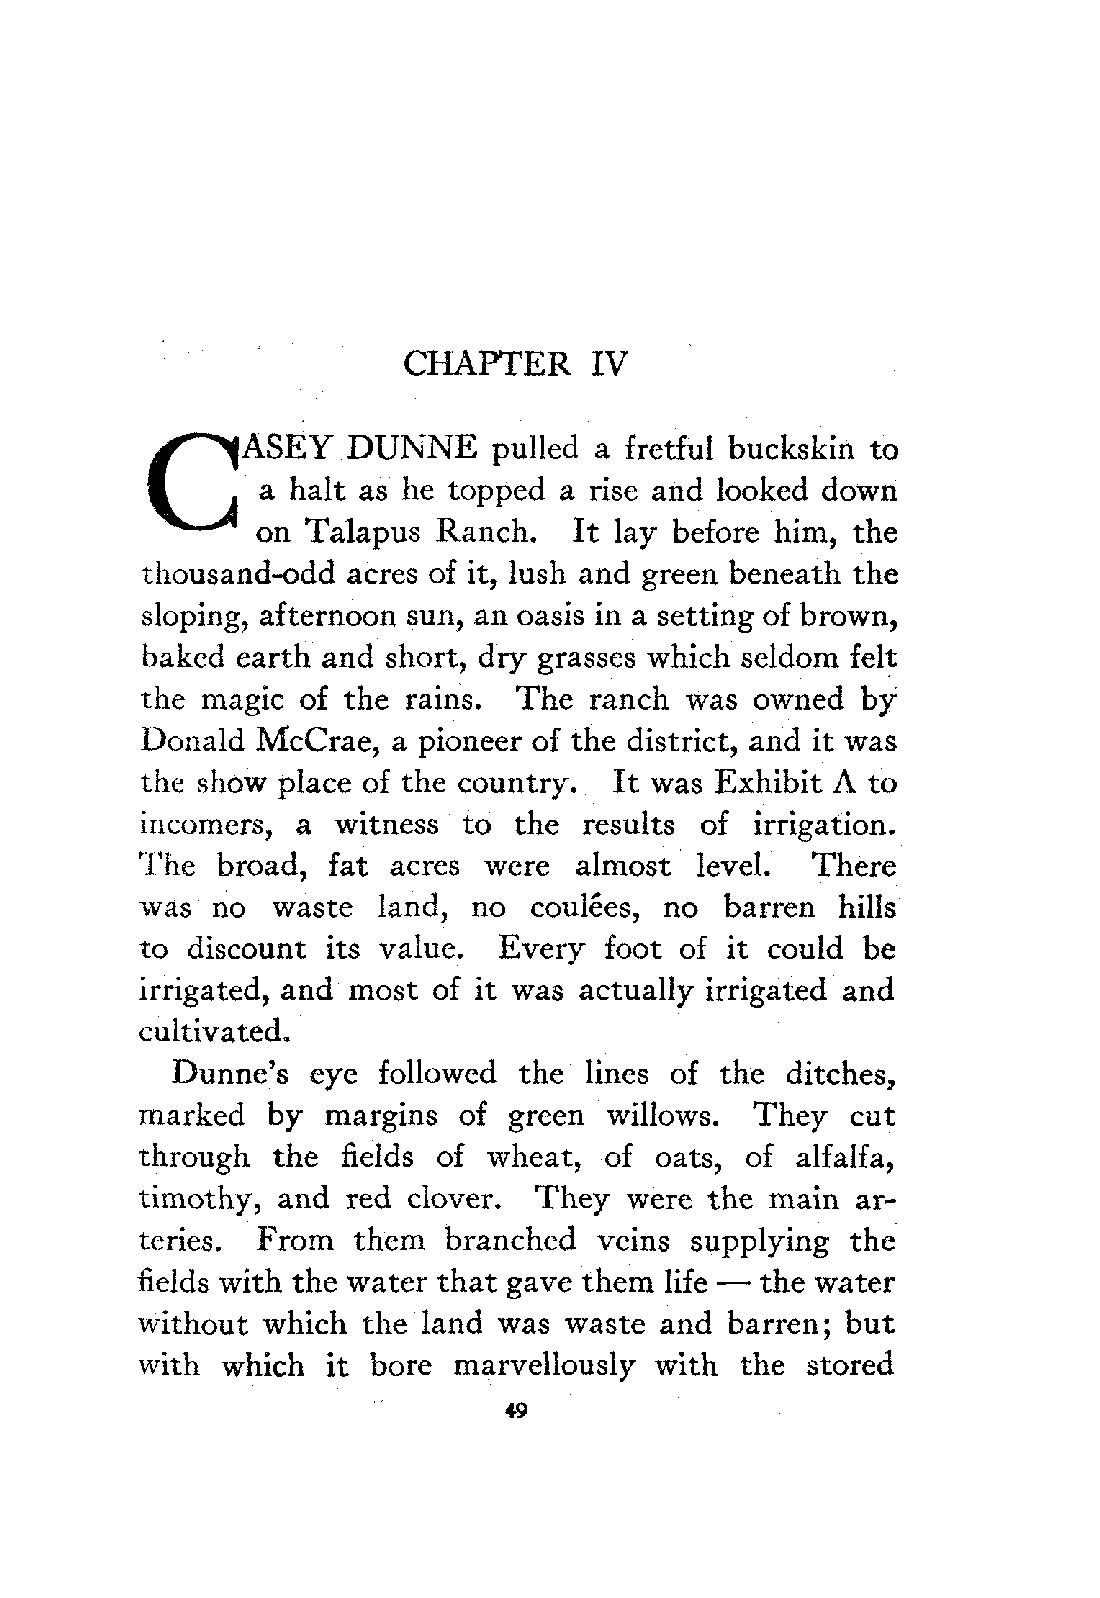 CHAPTER IV
CASEY DUNNE pulled a fretful buckskin to
a halt as he topped a rise and looked down
on Talapus Ranch. It lay before him, the
thousand-odd acres of it, lush and green beneath the
sloping, afternoon sun, an oasis in a setting of brown,
baked earth and short, dry grasses which seldom felt
the magic of the rains. The ranch was owned by
Donald McCrae, a pioneer of the district, and it was
the show place of the country. It was Exhibit A to
incomers, a witness to the results of irrigation.
The broad, fat acres were almost level. There
was no waste land, no coulées, no barren hills
to discount its value. Every foot of it could be
irrigated, and most of it was actually irrigated and
cultivated.
Dunne's eye followed the lines of the ditches,
marked by margins of green willows. They cut
through the fields of wheat, of oats, of alfalfa,
timothy, and red clover. They were the main ar-
teries. From them branched veins supplying the
fields with the water that gave them life — the water
without which the land was waste and barren; but
with which it bore marvellously with the stored
49